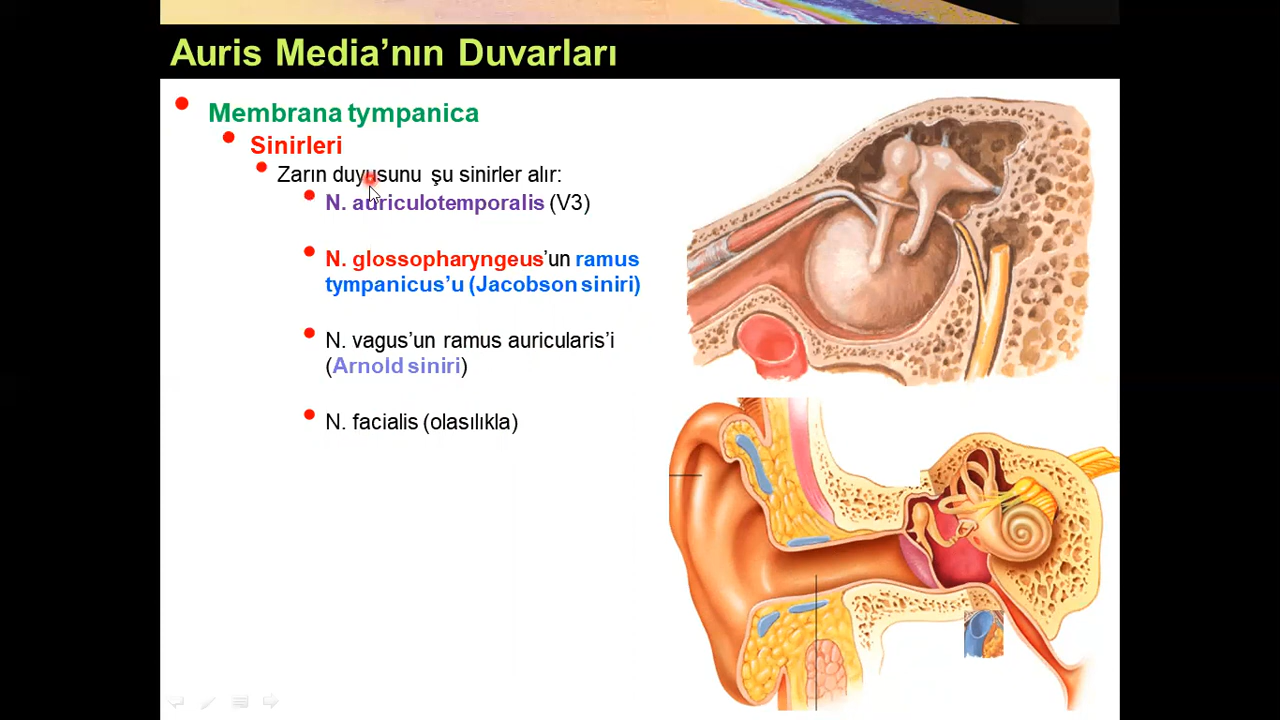 Auris Media’nın Duvarları
Membrana tympanica
Sinirleri
Zarın duyusunu şu sinirler alır:
N. auriculotemporalis (V3)
N. glossopharyngeus’un ramus
tympanicus’u (Jacobson siniri)
N. vagus’un ramus auricularis’i
(Arnold siniri)
N. facialis (olasılıkla)